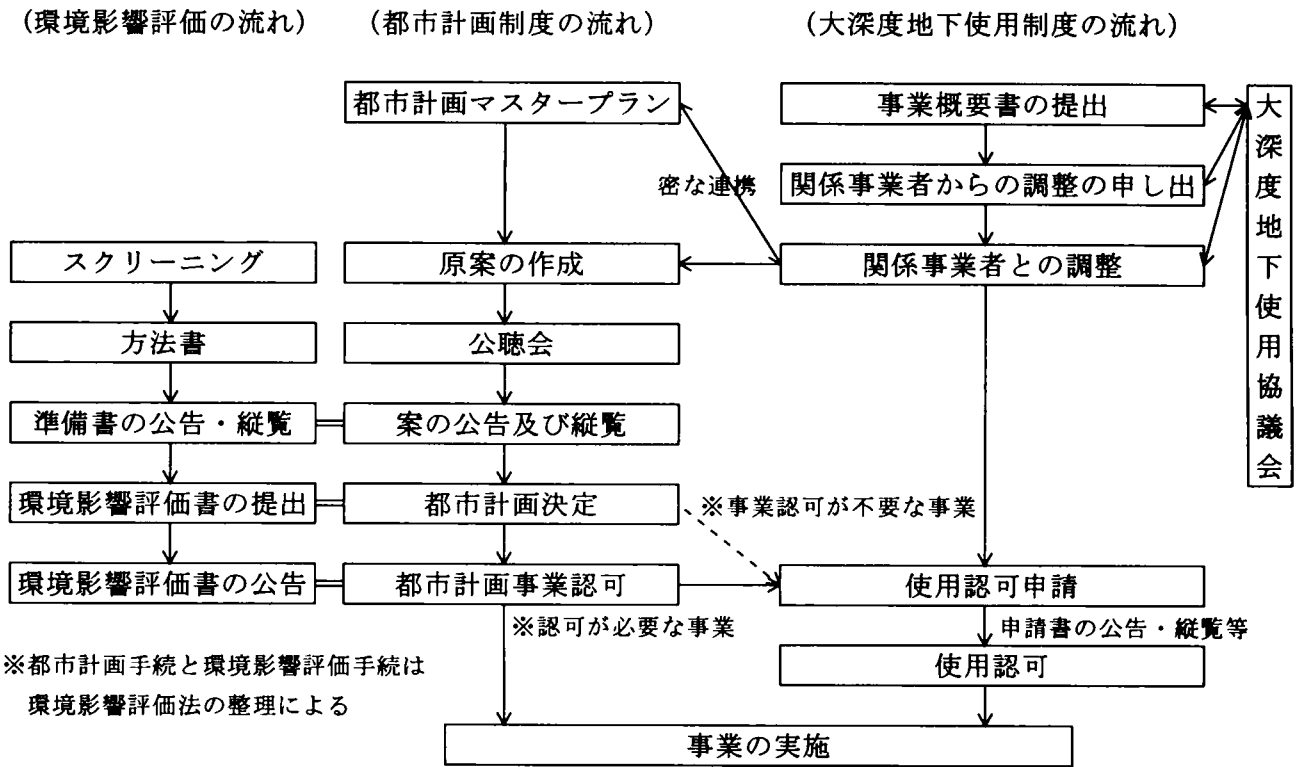 (環境影響評価の流れ)
(都市計画制度の流れ)
(大深度地下使用制度の流れ)
都市計画マスタープラン
事業概要書の提出
大深度地下使用協議会
密な連携
関係事業者からの調整の申し出
スクリーニング
原案の作成
関係事業者との調整
方法書
公聴会
準備書の公告・縦覧
案の公告及び縦覧
環境影響評価書の提出
都市計画決定
※事業認可が不要な事業
環境影響評価書の公告
都市計画事業認可
使用認可申請
※認可が必要な事業
申請書の公告・縦覧等
使用認可
※都市計画手続と環境影響評価手続は
環境影響評価法の整理による
事業の実施